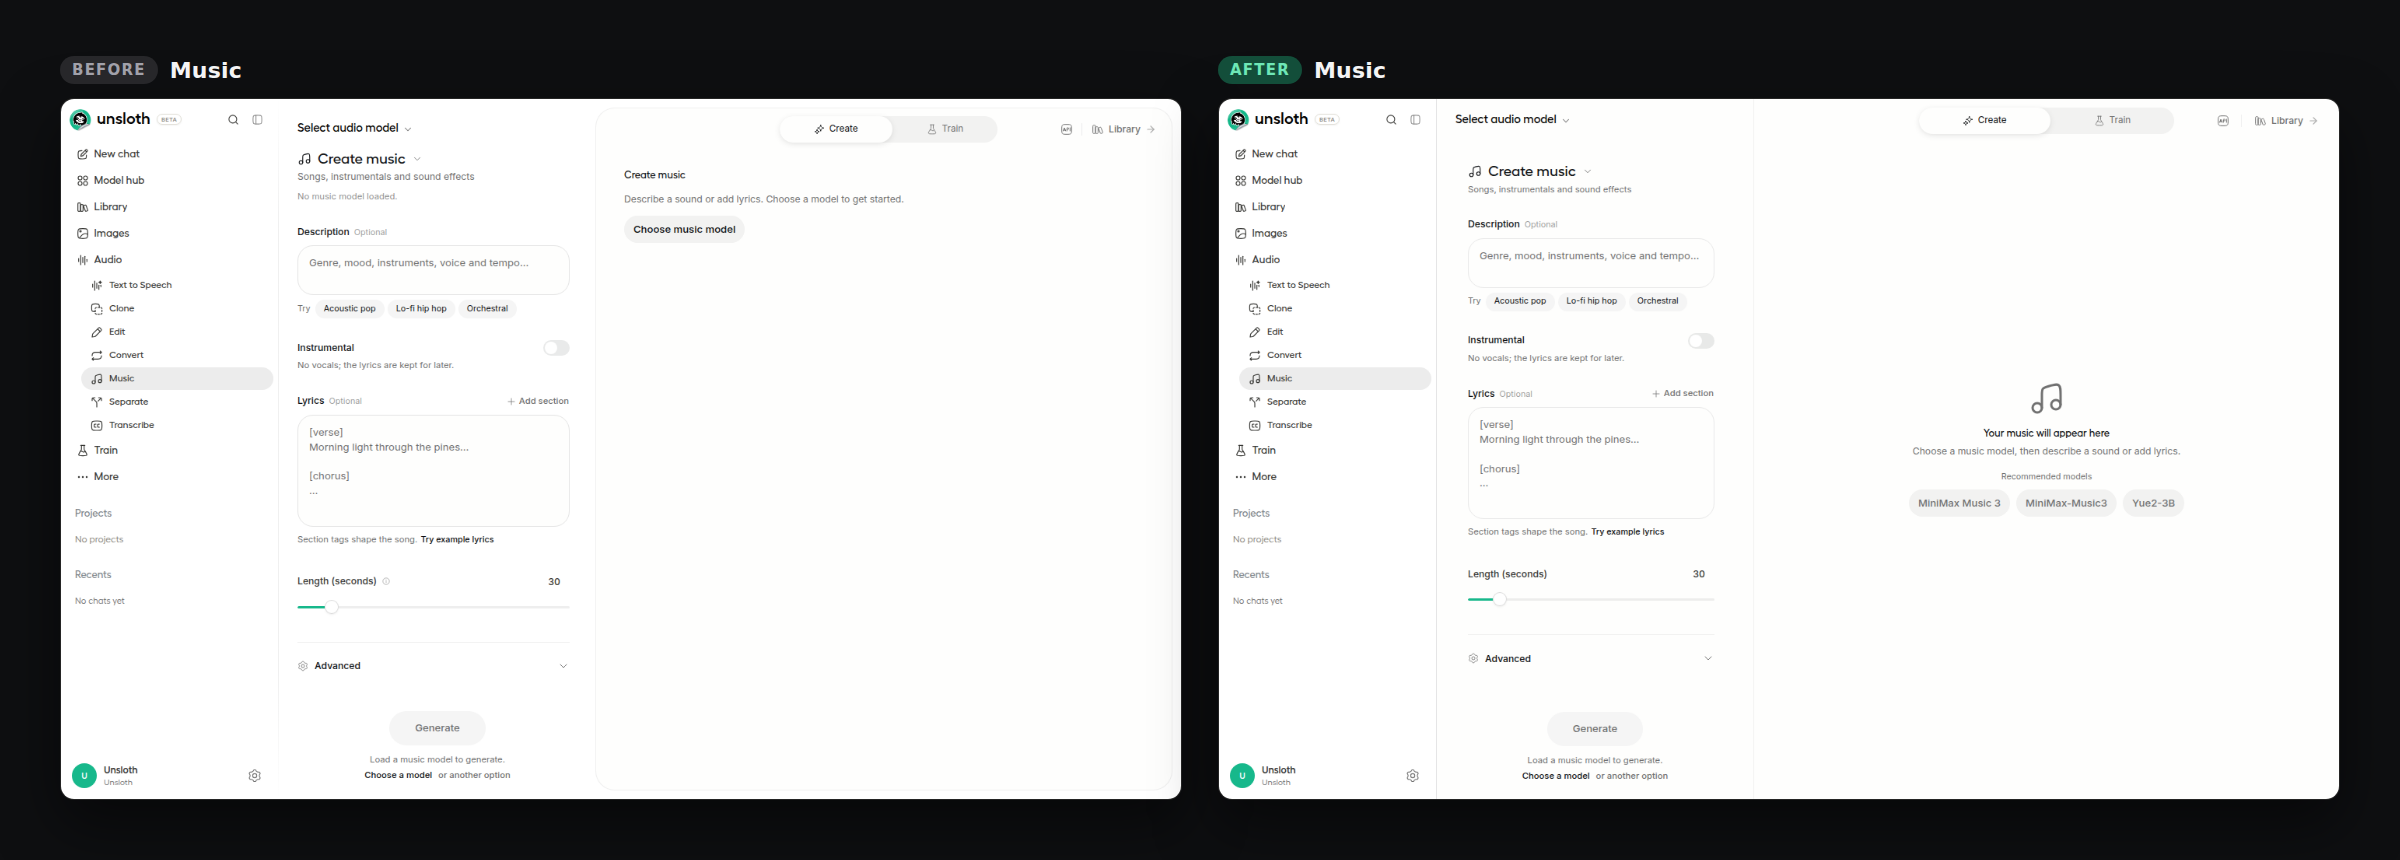 BEFORE Music
unsloth BETA
New chat
Model hub
Library
Images
Audio
Text to Speech
Clone
Edit
Convert
Music
Separate
Transcribe
Train
More
Projects
No projects
Recents
No chats yet
U
Unsloth
Unsloth
Select audio model
Create music
Songs, instrumentals and sound effects
No music model loaded.
Description Optional
Genre, mood, instruments, voice and tempo...
Try Acoustic pop Lo-fi hip hop Orchestral
Instrumental
No vocals; the lyrics are kept for later.
Lyrics Optional + Add section
[verse]
Morning light through the pines...
[chorus]
...
Section tags shape the song. Try example lyrics
Length (seconds) 30
Advanced
Generate
Load a music model to generate.
Choose a model or another option
Create Train API Library
Create music
Describe a sound or add lyrics. Choose a model to get started.
Choose music model
AFTER Music
unsloth BETA
New chat
Model hub
Library
Images
Audio
Text to Speech
Clone
Edit
Convert
Music
Separate
Transcribe
Train
More
Projects
No projects
Recents
No chats yet
U
Unsloth
Unsloth
Select audio model
Create music
Songs, instrumentals and sound effects
Description Optional
Genre, mood, instruments, voice and tempo...
Try Acoustic pop Lo-fi hip hop Orchestral
Instrumental
No vocals; the lyrics are kept for later.
Lyrics Optional + Add section
[verse]
Morning light through the pines...
[chorus]
...
Section tags shape the song. Try example lyrics
Length (seconds) 30
Advanced
Generate
Load a music model to generate.
Choose a model or another option
Create Train API Library
Your music will appear here
Choose a music model, then describe a sound or add lyrics.
Recommended models
MiniMax Music 3 MiniMax-Music3 Yue2-3B